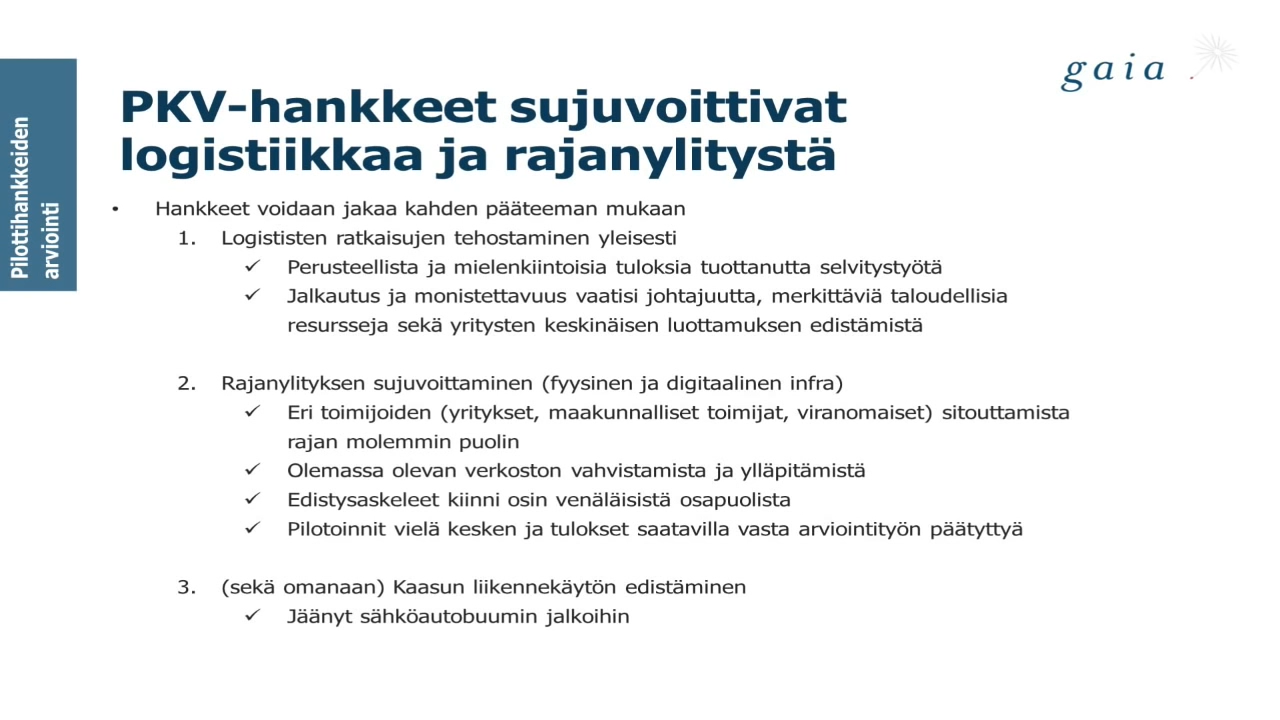 gaia
Pilottihankkeiden
arviointi
PKV-hankkeet sujuvoittivat
logistiikkaa ja rajanylitystä
• Hankkeet voidaan jakaa kahden pääteeman mukaan
1. Logististen ratkaisujen tehostaminen yleisesti
✓ Perusteellista ja mielenkiintoisia tuloksia tuottanutta selvitystyötä
✓ Jalkautus ja monistettavuus vaatisi johtajuutta, merkittäviä taloudellisia
resursseja sekä yritysten keskinäisen luottamuksen edistämistä
2. Rajanylityksen sujuvoittaminen (fyysinen ja digitaalinen infra)
✓ Eri toimijoiden (yritykset, maakunnalliset toimijat, viranomaiset) sitouttamista
rajan molemmin puolin
✓ Olemassa olevan verkoston vahvistamista ja ylläpitämistä
✓ Edistysaskeleet kiinni osin venäläisistä osapuolista
✓ Pilotoinnit vielä kesken ja tulokset saatavilla vasta arviointityön päätyttyä
3. (sekä omanaan) Kaasun liikennekäytön edistäminen
✓ Jäänyt sähköautobuumin jalkoihin